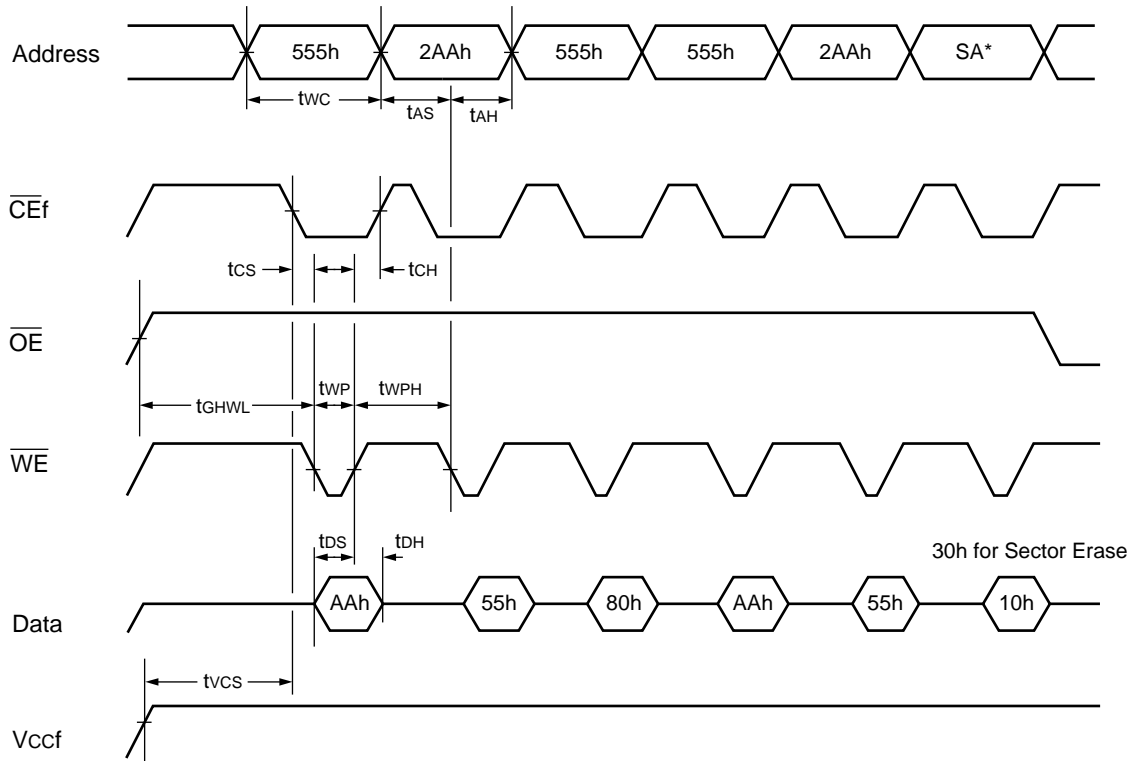 Address 555h 2AAh 555h 555h 2AAh SA*
tWC tAS tAH
CEf
tCS tCH
OE
tGHWL tWP tWPH
WE
tDS tDH
30h for Sector Erase
Data AAh 55h 80h AAh 55h 10h
tVCS
VCCf